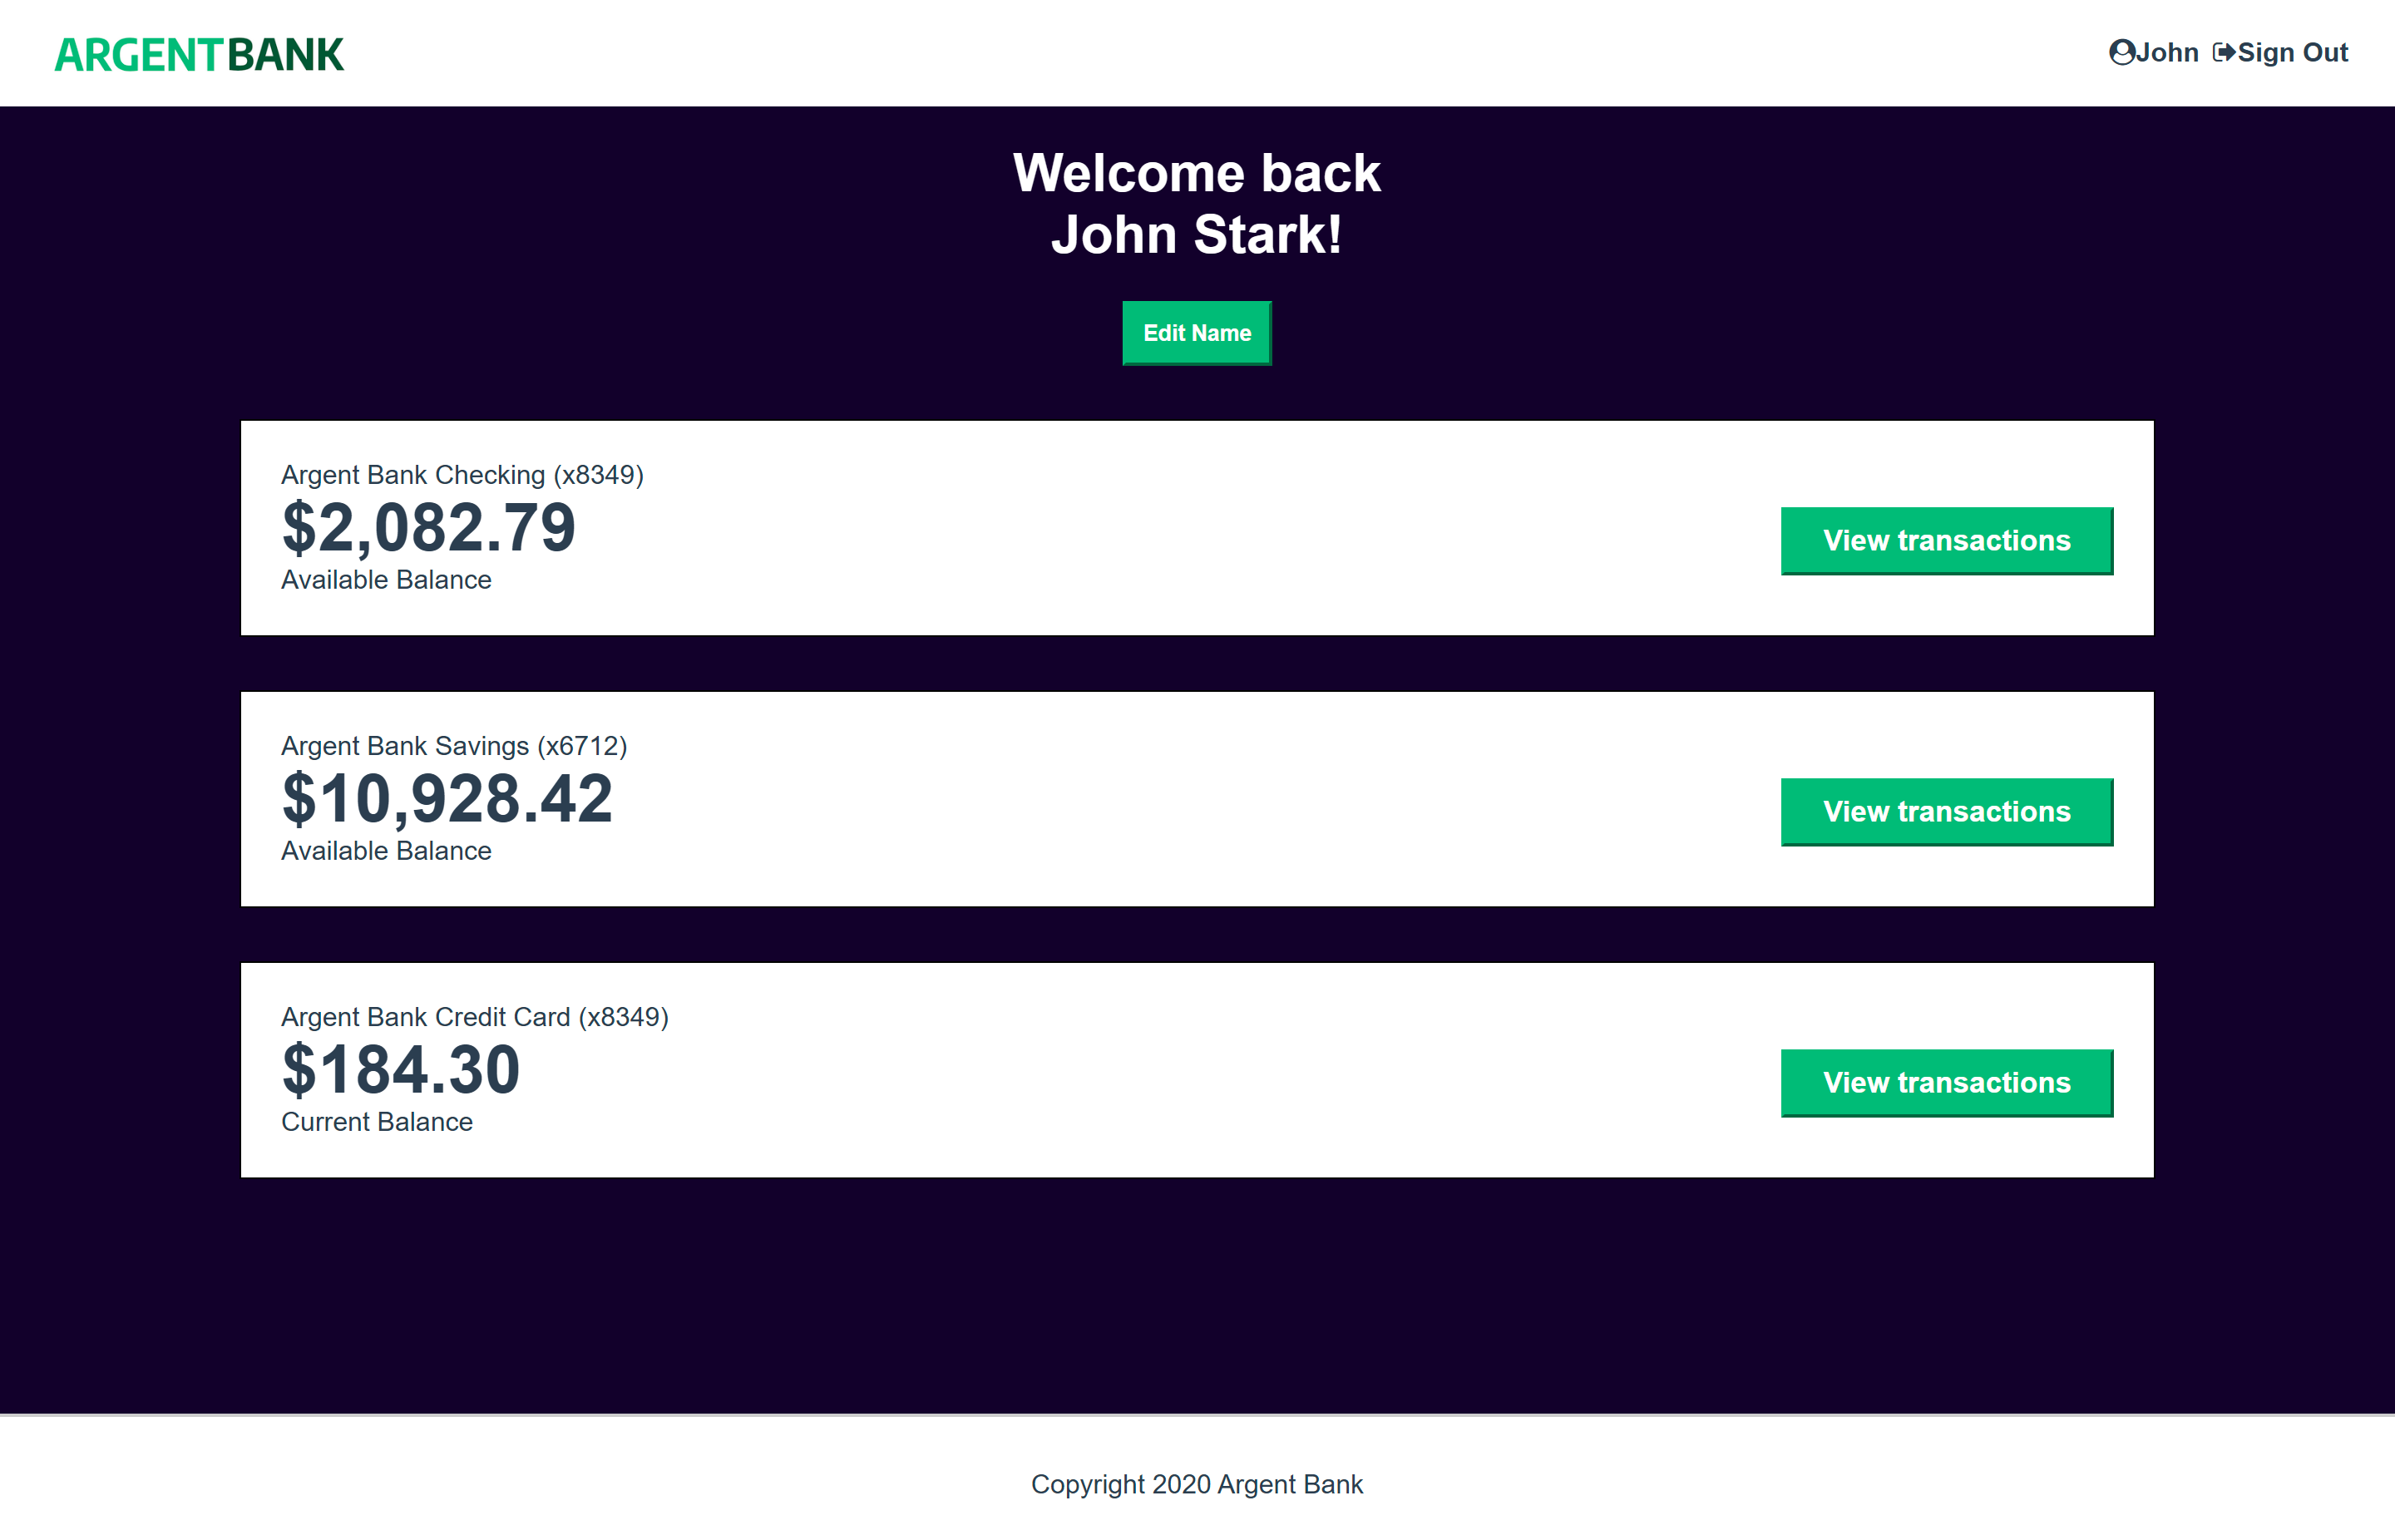 ARGENTBANK
John Sign Out
Welcome back
John Stark!
Edit Name
Argent Bank Checking (x8349)
$2,082.79
Available Balance
View transactions
Argent Bank Savings (x6712)
$10,928.42
Available Balance
View transactions
Argent Bank Credit Card (x8349)
$184.30
Current Balance
View transactions
Copyright 2020 Argent Bank